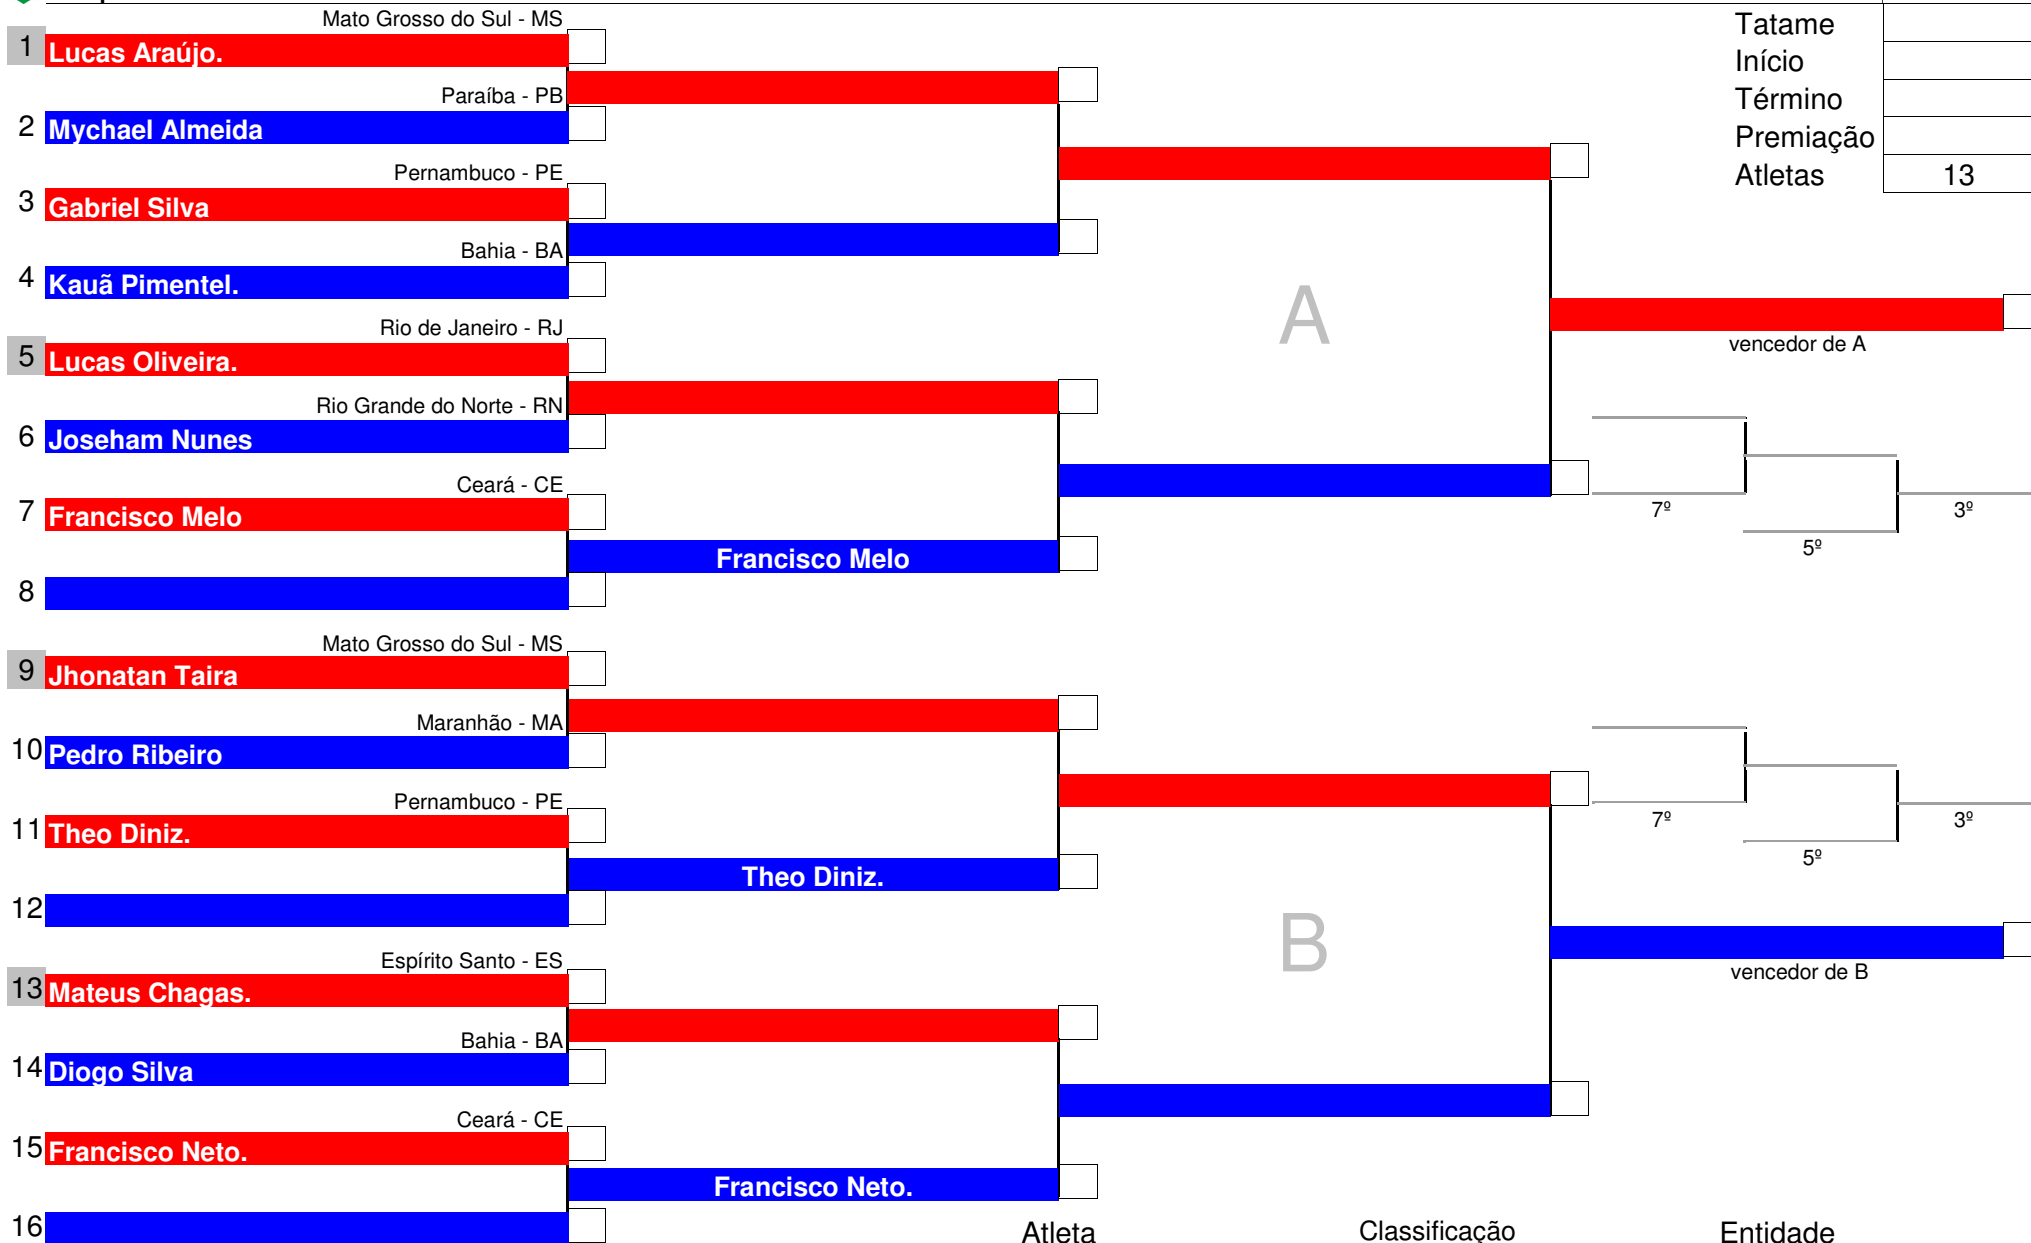 Mato Grosso do Sul - MS
1 Lucas Araújo.
Paraíba - PB
2 Mychael Almeida
Pernambuco - PE
3 Gabriel Silva
Bahia - BA
4 Kauã Pimentel.
Rio de Janeiro - RJ
5 Lucas Oliveira.
Rio Grande do Norte - RN
6 Joseham Nunes
Ceará - CE
7 Francisco Melo
8
Mato Grosso do Sul - MS
9 Jhonatan Taira
Maranhão - MA
10 Pedro Ribeiro
Pernambuco - PE
11 Theo Diniz.
12
Espírito Santo - ES
13 Mateus Chagas.
Bahia - BA
14 Diogo Silva
Ceará - CE
15 Francisco Neto.
16
Francisco Melo
Theo Diniz.
Francisco Neto.
A
B
Tatame
Início
Término
Premiação
Atletas 13
vencedor de A
7º
5º
3º
7º
5º
3º
vencedor de B
Atleta Classificação Entidade